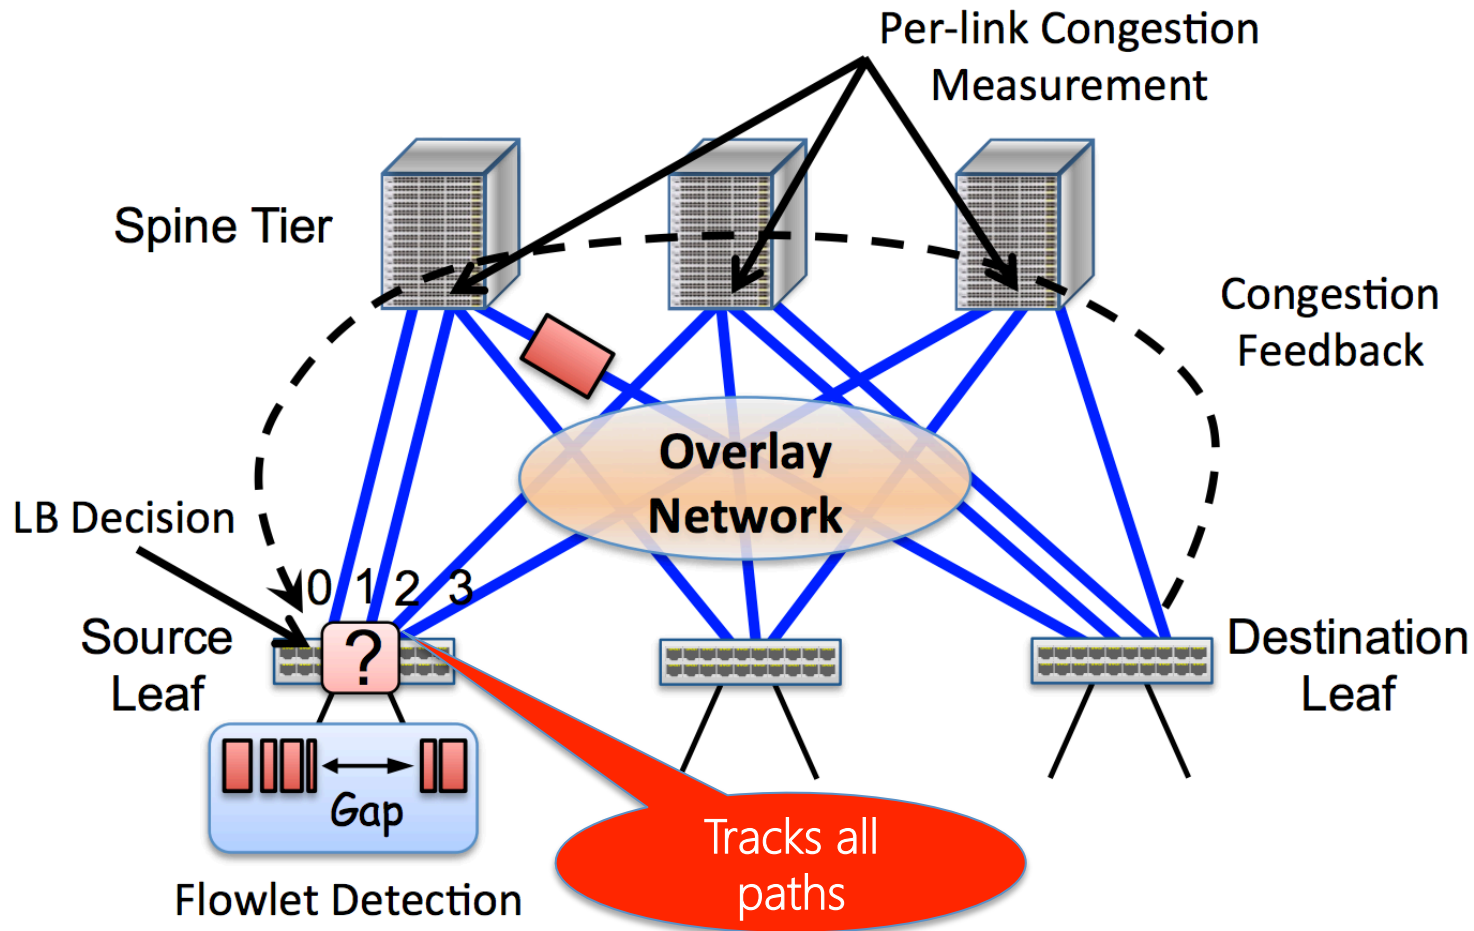 Per-link Congestion
Measurement
Spine Tier
Congestion
Feedback
Overlay
Network
LB Decision
0 1 2 3
Source
Leaf
?
Destination
Leaf
Gap
Flowlet Detection
Tracks all
paths